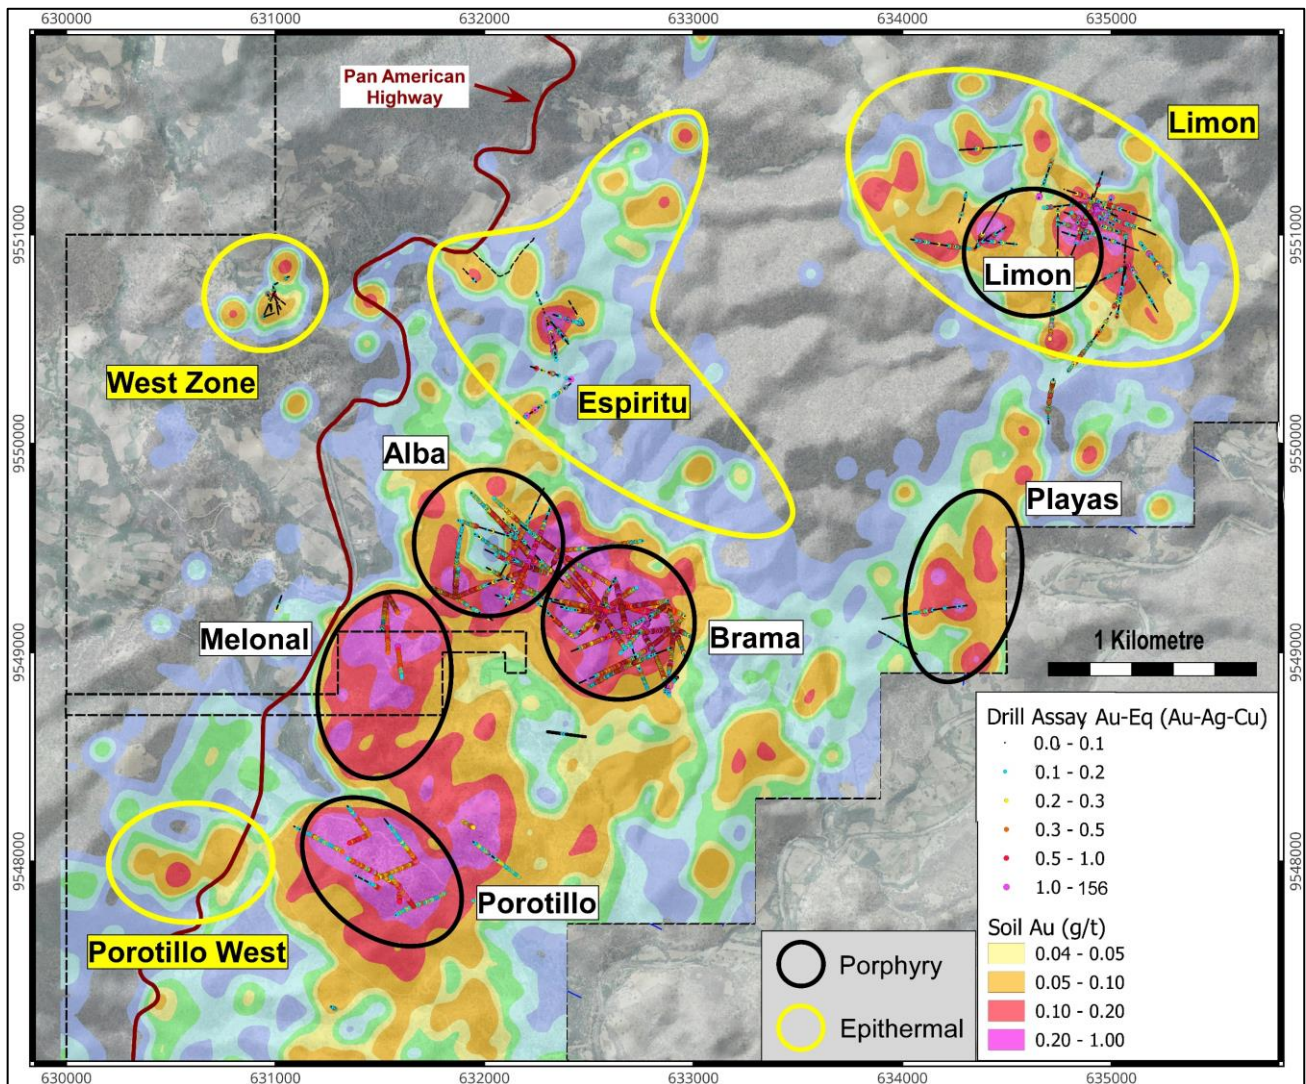 630000 631000 632000 633000 634000 635000
Pan American
Highway
Limon
9551000
9551000
Limon
West Zone
Espiritu
9550000
9550000
Alba
Playas
Melonal
Brama
1 Kilometre
9549000
9549000
Drill Assay Au-Eq (Au-Ag-Cu)
0.0 - 0.1
0.1 - 0.2
0.2 - 0.3
0.3 - 0.5
0.5 - 1.0
1.0 - 156
9548000
9548000
Porotillo
Porotillo West
Soil Au (g/t)
0.04 - 0.05
0.05 - 0.10
0.10 - 0.20
0.20 - 1.00
Porphyry
Epithermal
630000 631000 632000 633000 634000 635000